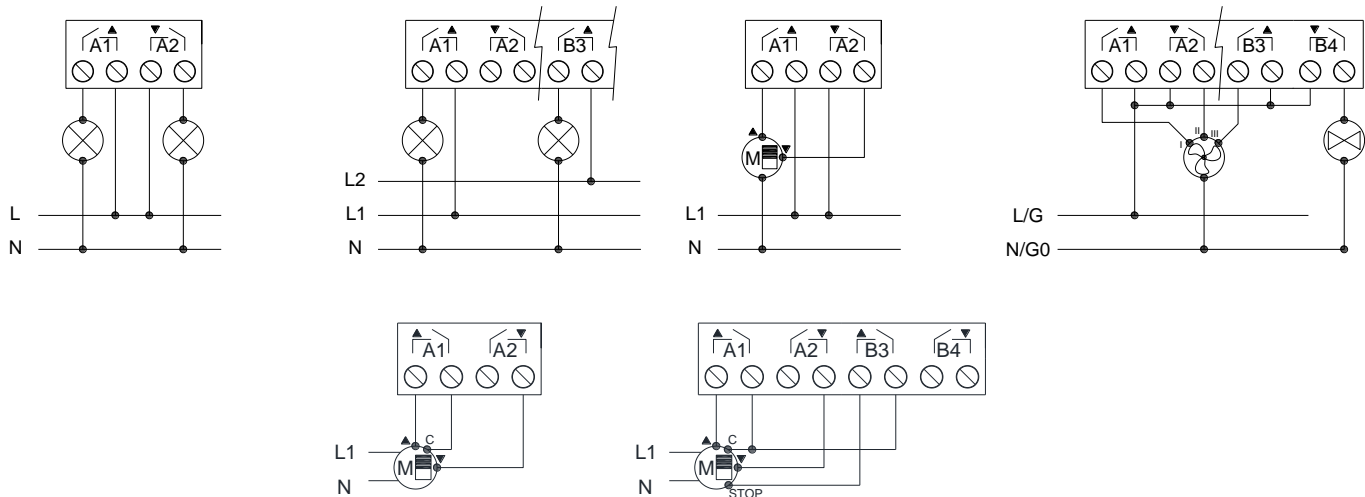 A1 A2
L
N
A1 A2 B3
L2
L1
N
A1 A2
M
L1
N
A1 A2 B3 B4
I II III
L/G
N/G0
A1 A2
C
L1
M
N
A1 A2 B3 B4
C
L1
M
N
STOP